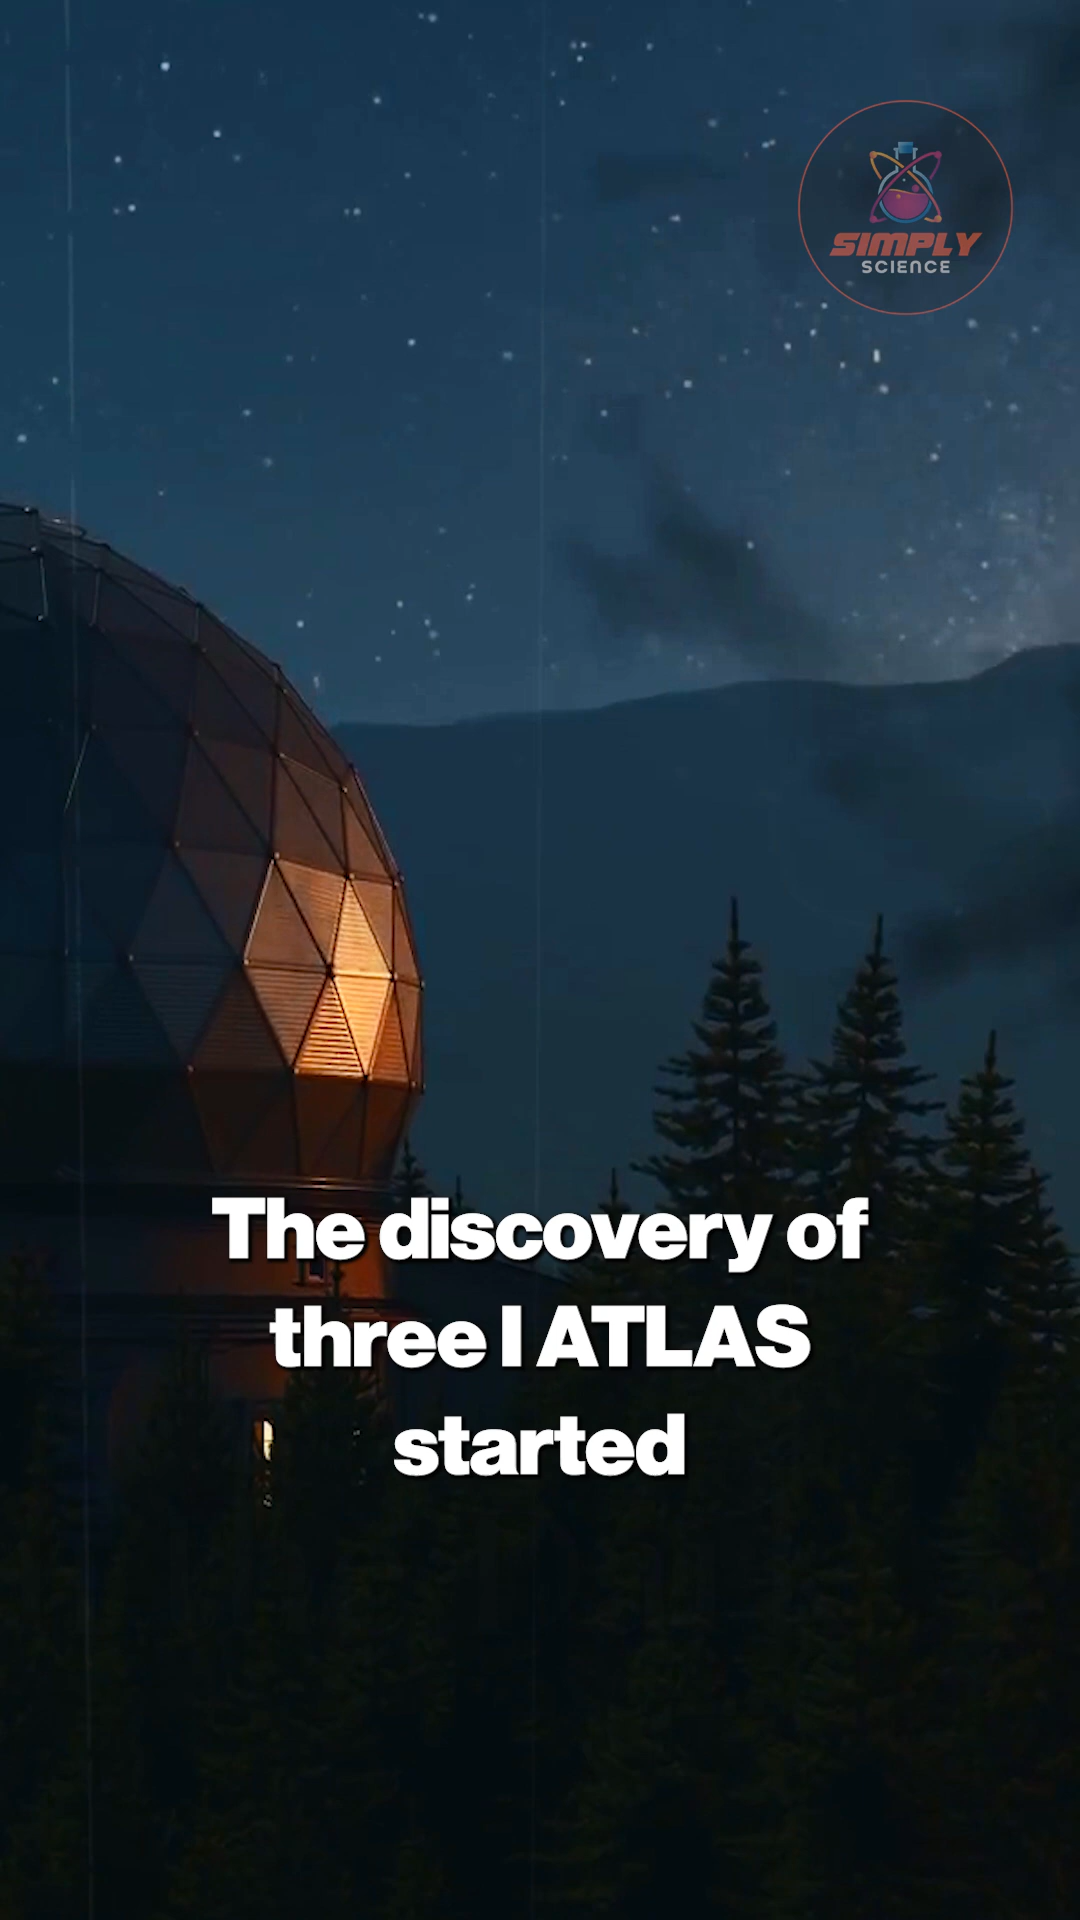 SIMPLY
SCIENCE
The discovery of
three I ATLAS
started